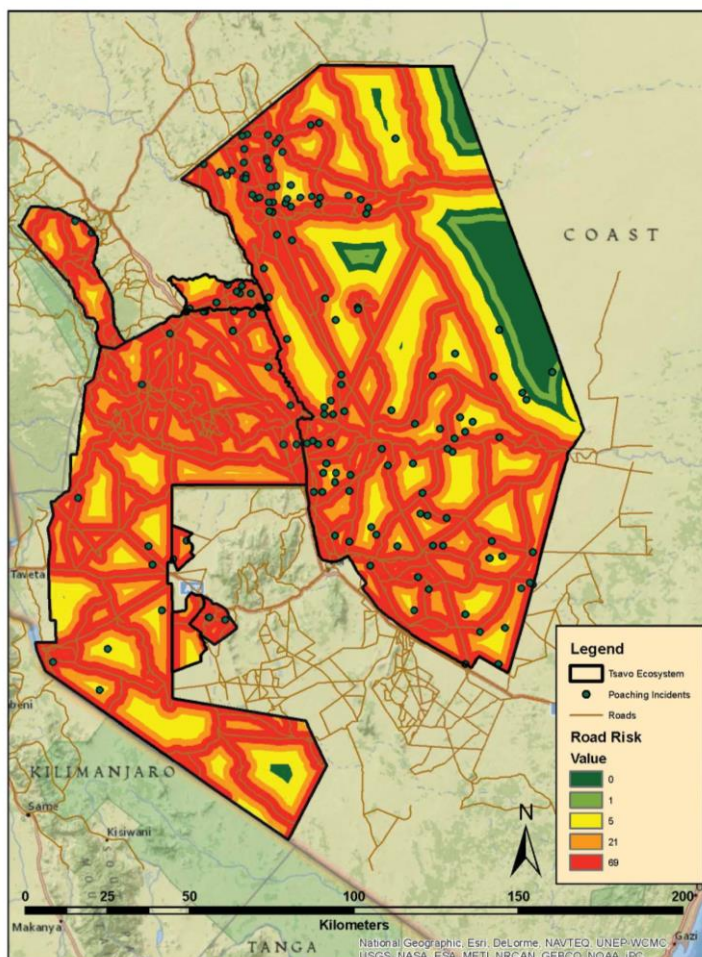 COAST
Taveta
beni
KILIMANJARO
Same
Kisiwani
Makanya
TANGA
Gazi
Legend
Tsavo Ecosystem
Poaching Incidents
Roads
Road Risk
Value
0
1
5
21
69
N
0 25 50 100 150 200
Kilometers
National Geographic, Esri, DeLorme, NAVTEQ, UNEP-WCMC,
USGS, NASA, ESA, METI, NRCAN, GEBCO, NOAA, iPC